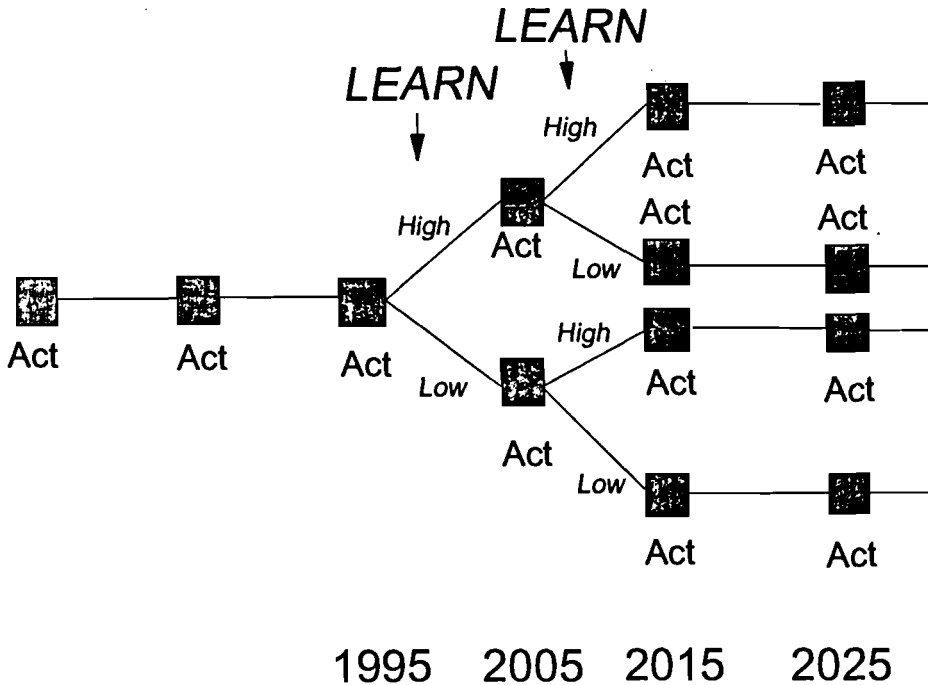 LEARN
LEARN
High
Act Act
High
Act Act
Act
Low
High
Act Act Act
Low
Act Act
Act
Low
Act Act
1995 2005 2015 2025